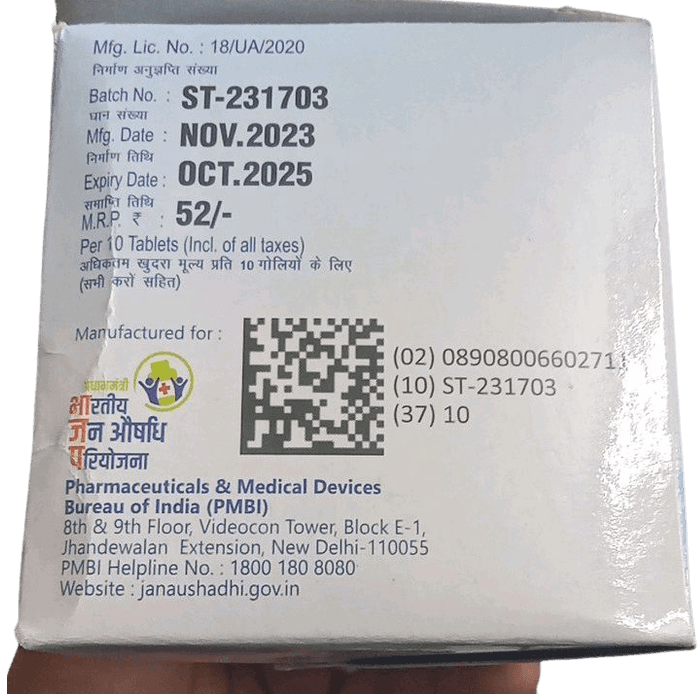 Mfg. Lic. No. : 18/UA/2020
निर्माण अनुज्ञप्ति संख्या
Batch No. : ST-231703
घान संख्या
Mfg. Date : NOV.2023
निर्माण तिथि
Expiry Date : OCT.2025
समाप्ति तिथि
M.R.P. ₹ : 52/-
Per 10 Tablets (Incl. of all taxes)
अधिकतम खुदरा मूल्य प्रति 10 गोलियों के लिए
(सभी करों सहित)
Manufactured for :
(02) 0890800660271
(10) ST-231703
(37) 10
प्रधानमंत्री
भारतीय
जन औषधि
परियोजना
Pharmaceuticals & Medical Devices
Bureau of India (PMBI)
8th & 9th Floor, Videocon Tower, Block E-1,
Jhandewalan Extension, New Delhi-110055
PMBI Helpline No. : 1800 180 8080
Website : janaushadhi.gov.in